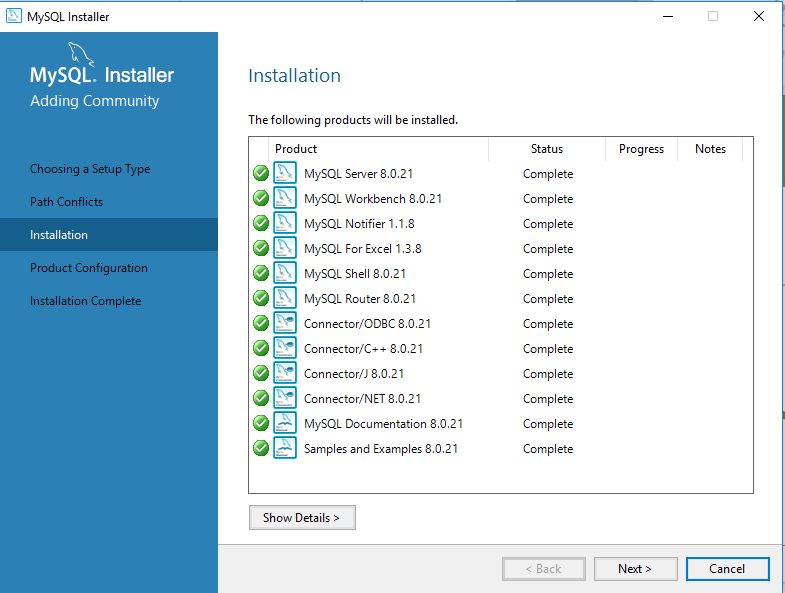 MySQL Installer
MySQL. Installer
Adding Community
Choosing a Setup Type
Path Conflicts
Installation
Product Configuration
Installation Complete
Installation
The following products will be installed.
Product Status Progress Notes
MySQL Server 8.0.21 Complete
MySQL Workbench 8.0.21 Complete
MySQL Notifier 1.1.8 Complete
MySQL For Excel 1.3.8 Complete
MySQL Shell 8.0.21 Complete
MySQL Router 8.0.21 Complete
Connector/ODBC 8.0.21 Complete
Connector/C++ 8.0.21 Complete
Connector/J 8.0.21 Complete
Connector/NET 8.0.21 Complete
MySQL Documentation 8.0.21 Complete
Samples and Examples 8.0.21 Complete
Show Details >
< Back Next > Cancel